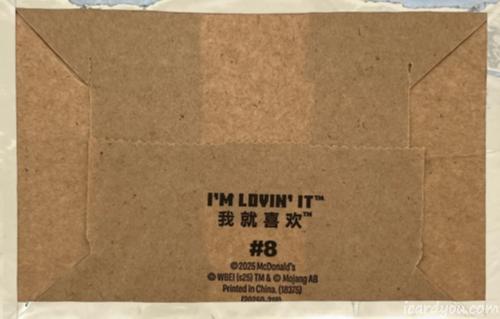 I'M LOVIN' IT™
我就喜欢™
#8
©2025 McDonald's
© WBEI (s25) TM & © Mojang AB
Printed in China. (18375)
icardyou.com